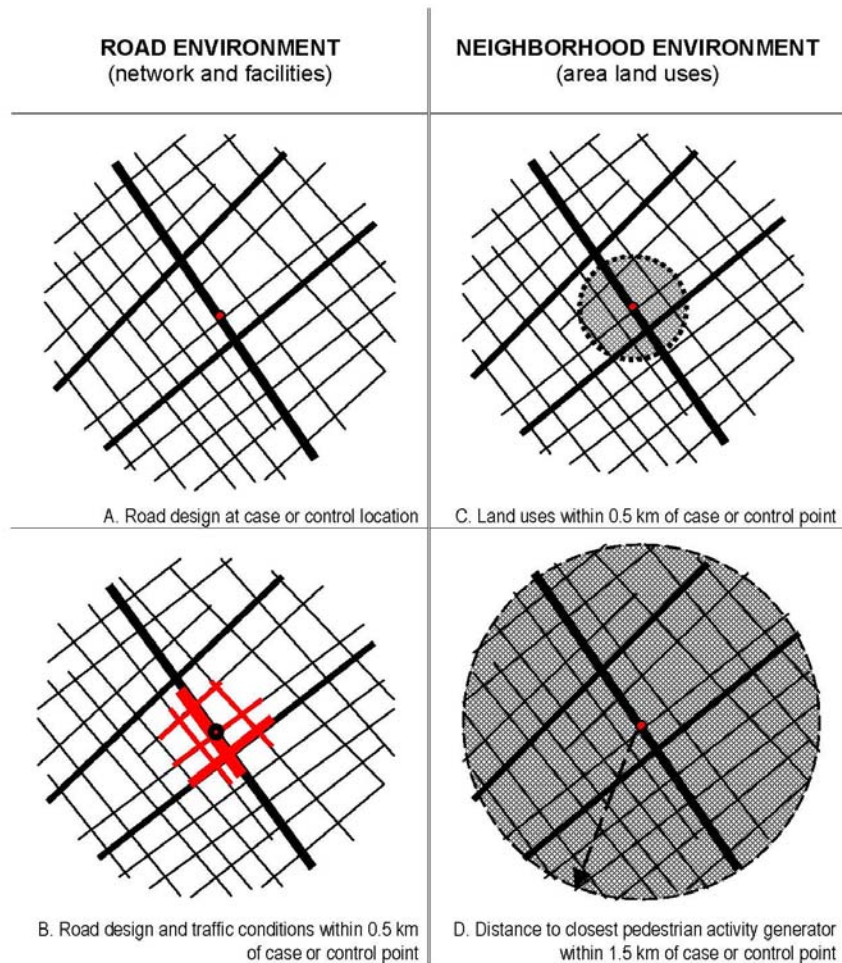 ROAD ENVIRONMENT
(network and facilities)
NEIGHBORHOOD ENVIRONMENT
(area land uses)
A. Road design at case or control location
C. Land uses within 0.5 km of case or control point
B. Road design and traffic conditions within 0.5 km
of case or control point
D. Distance to closest pedestrian activity generator
within 1.5 km of case or control point